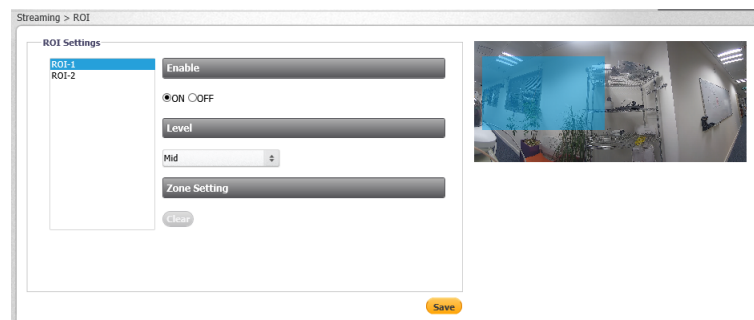 Streaming > ROI
ROI Settings
ROI-1
ROI-2
Enable
ON OFF
Level
Mid
Zone Setting
Clear
Save